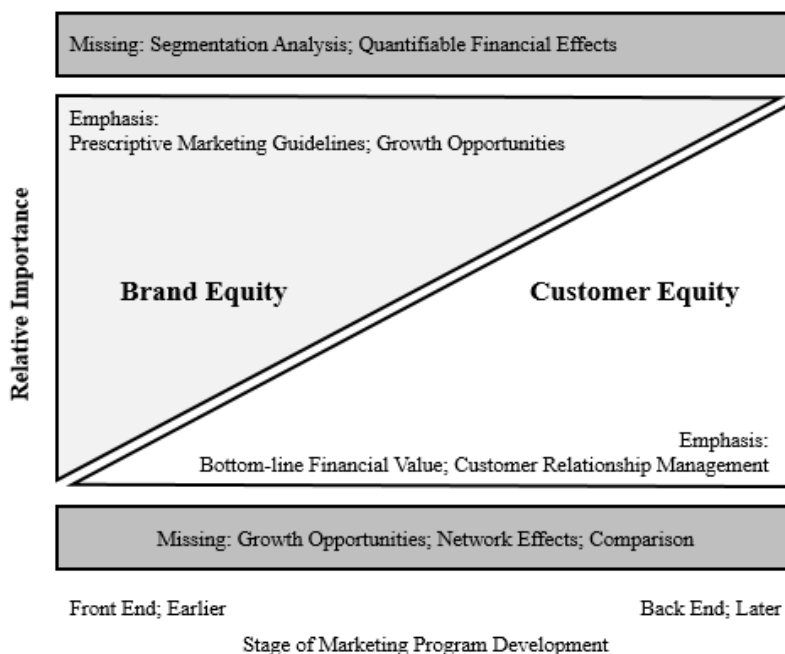 Missing: Segmentation Analysis; Quantifiable Financial Effects
Emphasis:
Prescriptive Marketing Guidelines; Growth Opportunities
Relative Importance
Brand Equity
Customer Equity
Emphasis:
Bottom-line Financial Value; Customer Relationship Management
Missing: Growth Opportunities; Network Effects; Comparison
Front End; Earlier
Back End; Later
Stage of Marketing Program Development